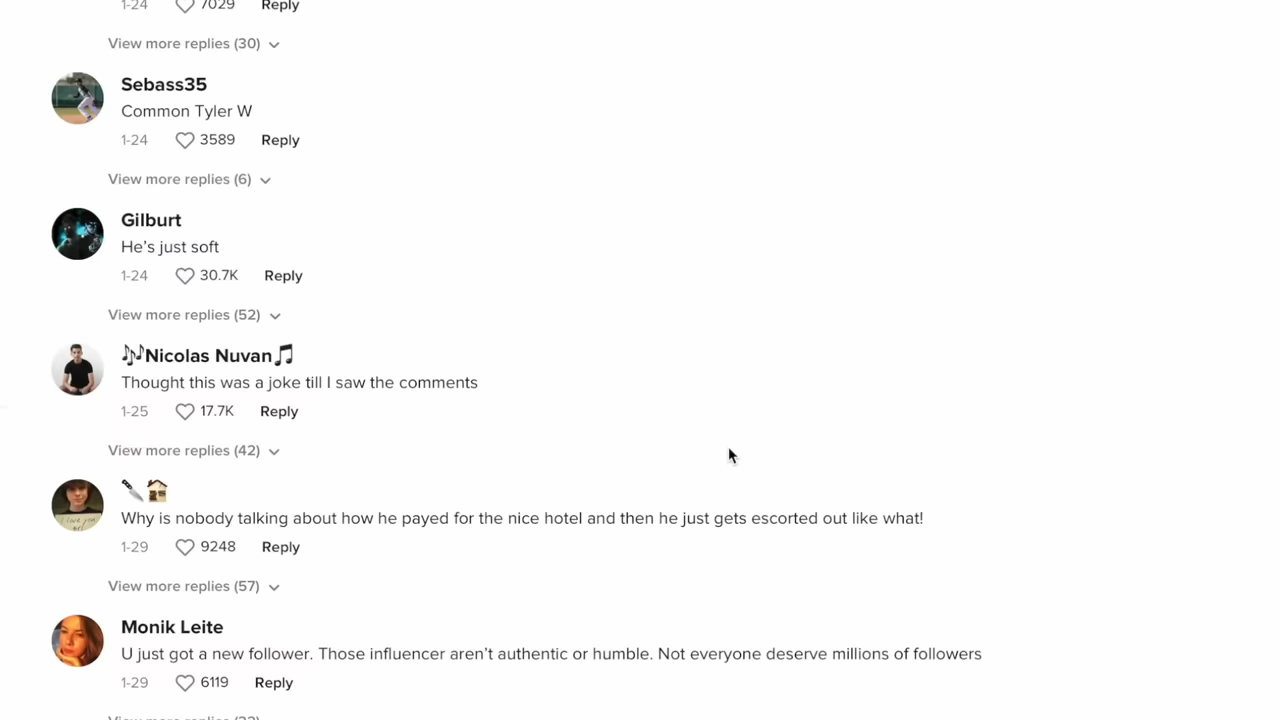 1-24 7029 Reply
View more replies (30)
Sebass35
Common Tyler W
1-24 3589 Reply
View more replies (6)
Gilburt
He's just soft
1-24 30.7K Reply
View more replies (52)
🎶Nicolas Nuvan🎵
Thought this was a joke till I saw the comments
1-25 17.7K Reply
View more replies (42)
🔪🏠
Why is nobody talking about how he payed for the nice hotel and then he just gets escorted out like what!
1-29 9248 Reply
View more replies (57)
Monik Leite
U just got a new follower. Those influencer aren't authentic or humble. Not everyone deserve millions of followers
1-29 6119 Reply
View more replies